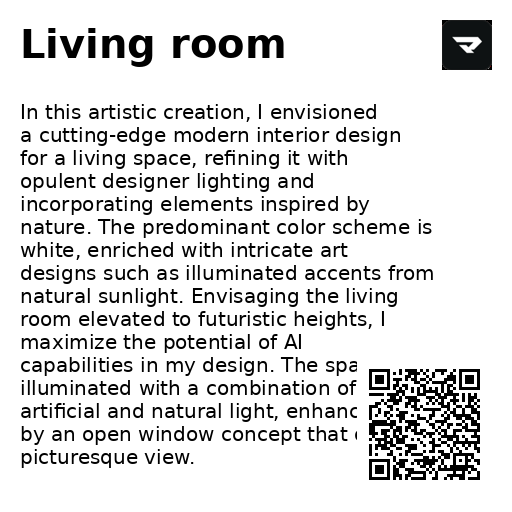 Living room
In this artistic creation, I envisioned
a cutting-edge modern interior design
for a living space, refining it with
opulent designer lighting and
incorporating elements inspired by
nature. The predominant color scheme is
white, enriched with intricate art
designs such as illuminated accents from
natural sunlight. Envisaging the living
room elevated to futuristic heights, I
maximize the potential of AI
capabilities in my design. The spa
illuminated with a combination of
artificial and natural light, enhanc
by an open window concept that
picturesque view.